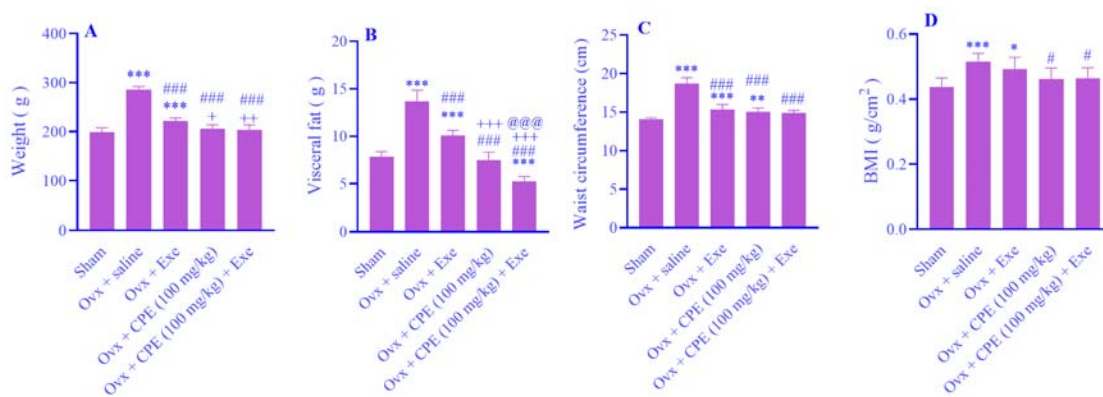 A
Weight ( g )
400
300
200
100
0
***
###
***
###
+
###
++
Sham
Ovx + saline
Ovx + Exe
Ovx + CPE (100 mg/kg)
Ovx + CPE (100 mg/kg) + Exe
B
Visceral fat ( g )
20
15
10
5
0
***
###
***
+++
###
@@@
+++
###
***
Sham
Ovx + saline
Ovx + Exe
Ovx + CPE (100 mg/kg)
Ovx + CPE (100 mg/kg) + Exe
C
Waist circumference (cm)
25
20
15
10
5
0
***
###
***
###
**
###
Sham
Ovx + saline
Ovx + Exe
Ovx + CPE (100 mg/kg)
Ovx + CPE (100 mg/kg) + Exe
D
BMI ( g/cm²)
0.6
0.4
0.2
0.0
***
*
#
#
Sham
Ovx + saline
Ovx + Exe
Ovx + CPE (100 mg/kg)
Ovx + CPE (100 mg/kg) + Exe